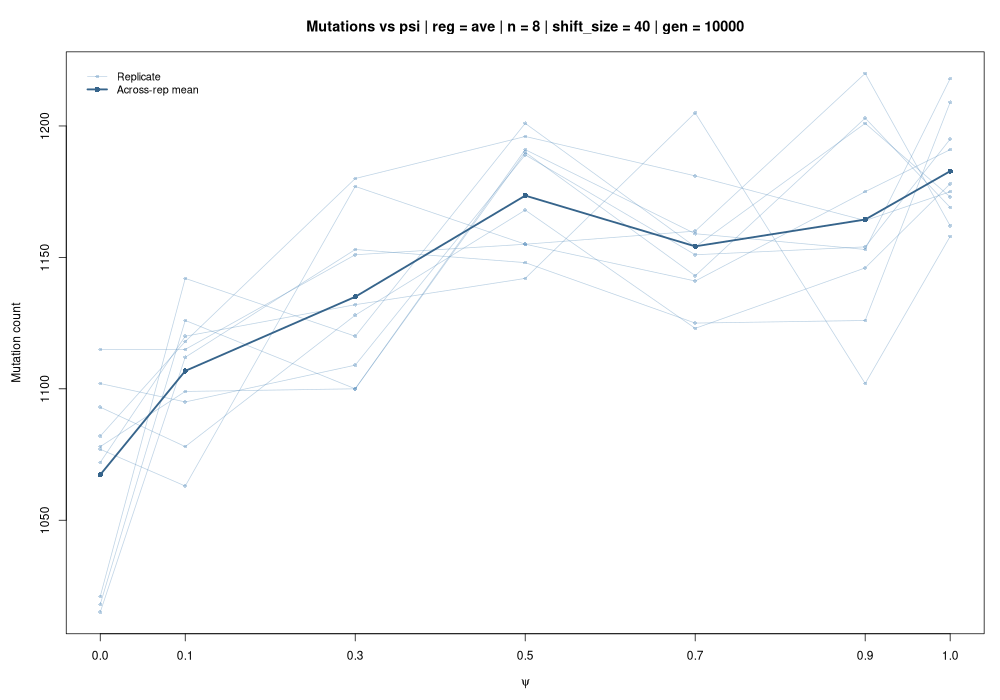 Mutations vs psi | reg = ave | n = 8 | shift_size = 40 | gen = 10000
Replicate
Across-rep mean
Mutation count
1200
1150
1100
1050
0.0 0.1 0.3 0.5 0.7 0.9 1.0
ψ